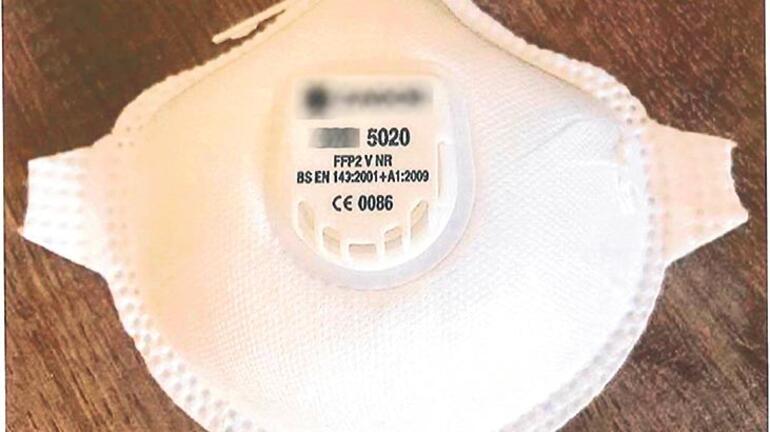 5020
FFP2 V NR
BS EN 143:2001+A1:2009
CE 0086